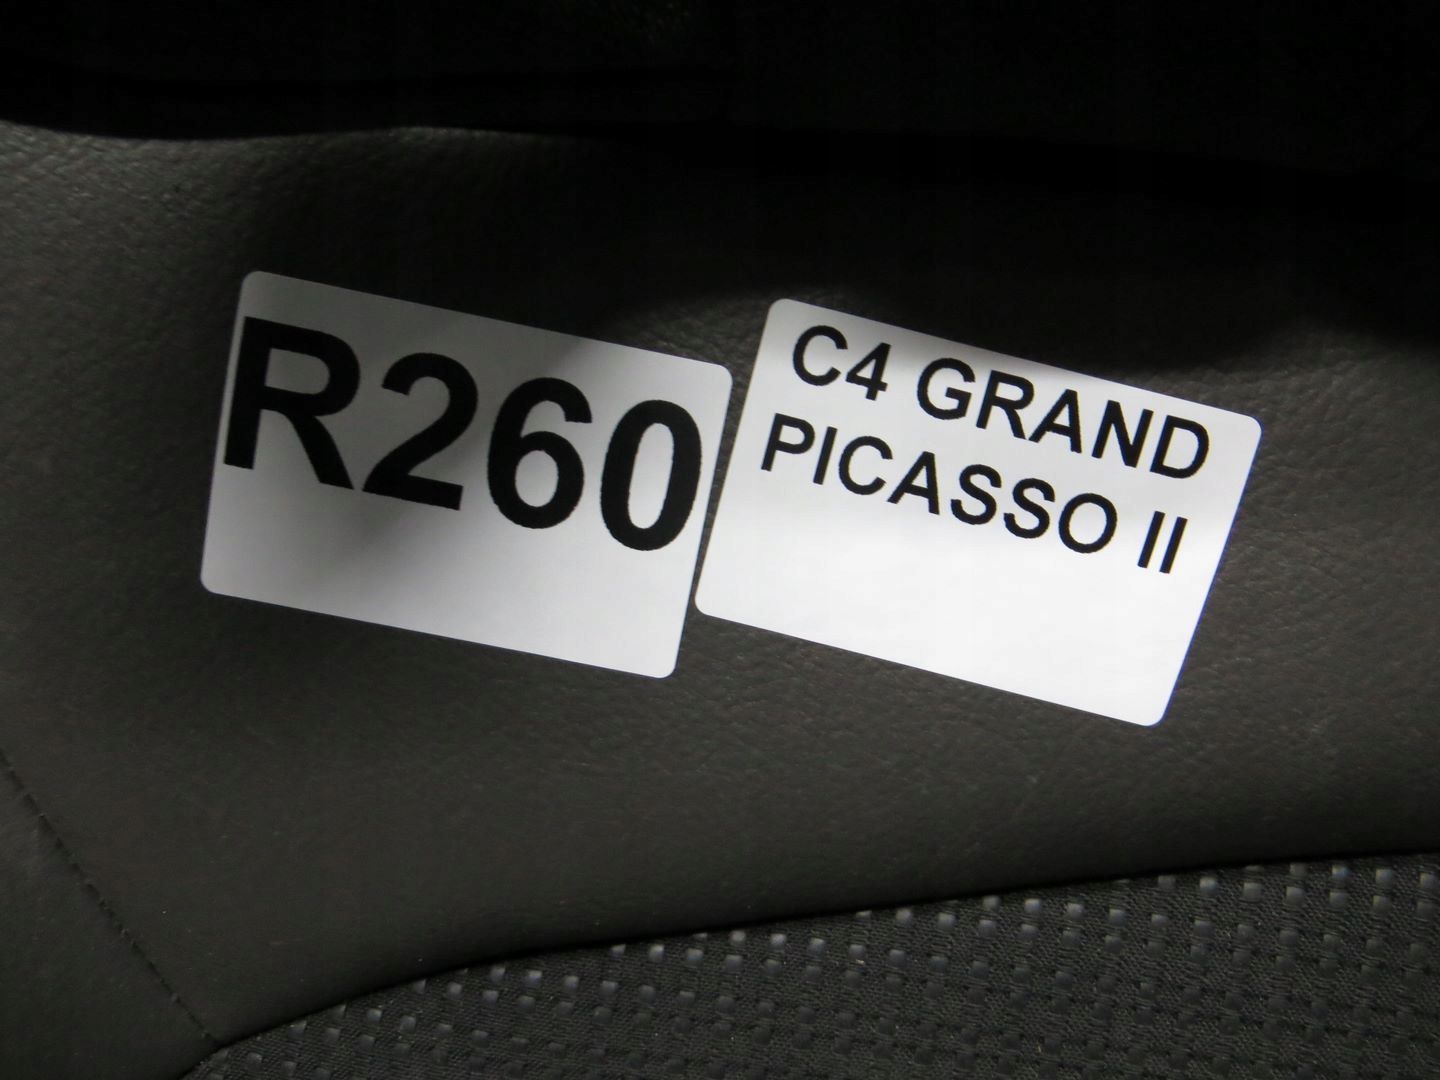 R260
C4 GRAND
PICASSO II